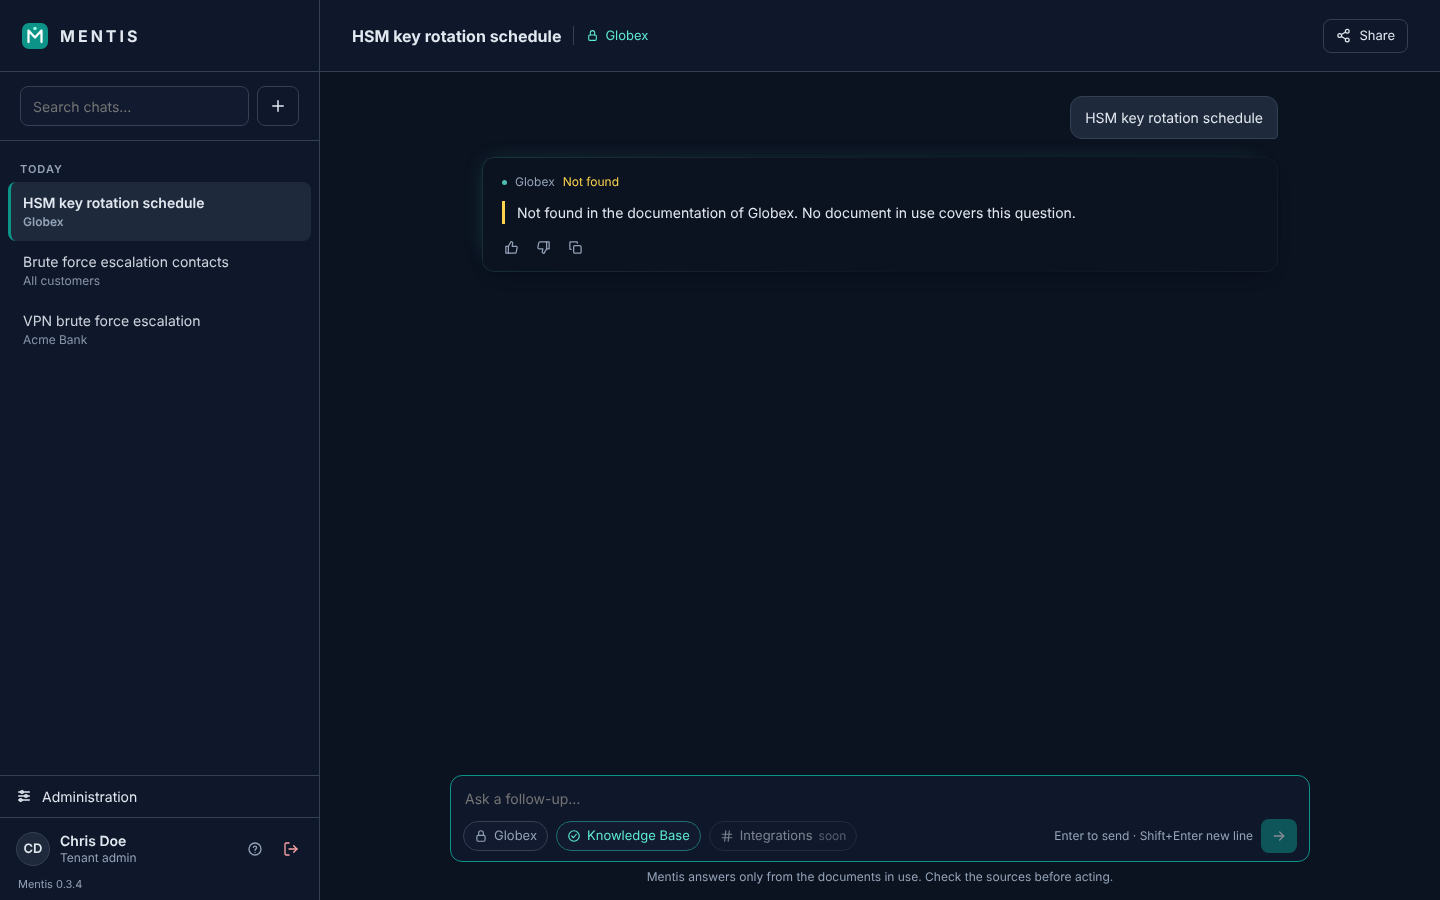 MENTIS
Search chats...
TODAY
HSM key rotation schedule
Globex
Brute force escalation contacts
All customers
VPN brute force escalation
Acme Bank
Administration
CD
Chris Doe
Tenant admin
Mentis 0.3.4
HSM key rotation schedule
Globex
Share
HSM key rotation schedule
Globex Not found
Not found in the documentation of Globex. No document in use covers this question.
Ask a follow-up...
Globex
Knowledge Base
Integrations soon
Enter to send · Shift+Enter new line
Mentis answers only from the documents in use. Check the sources before acting.